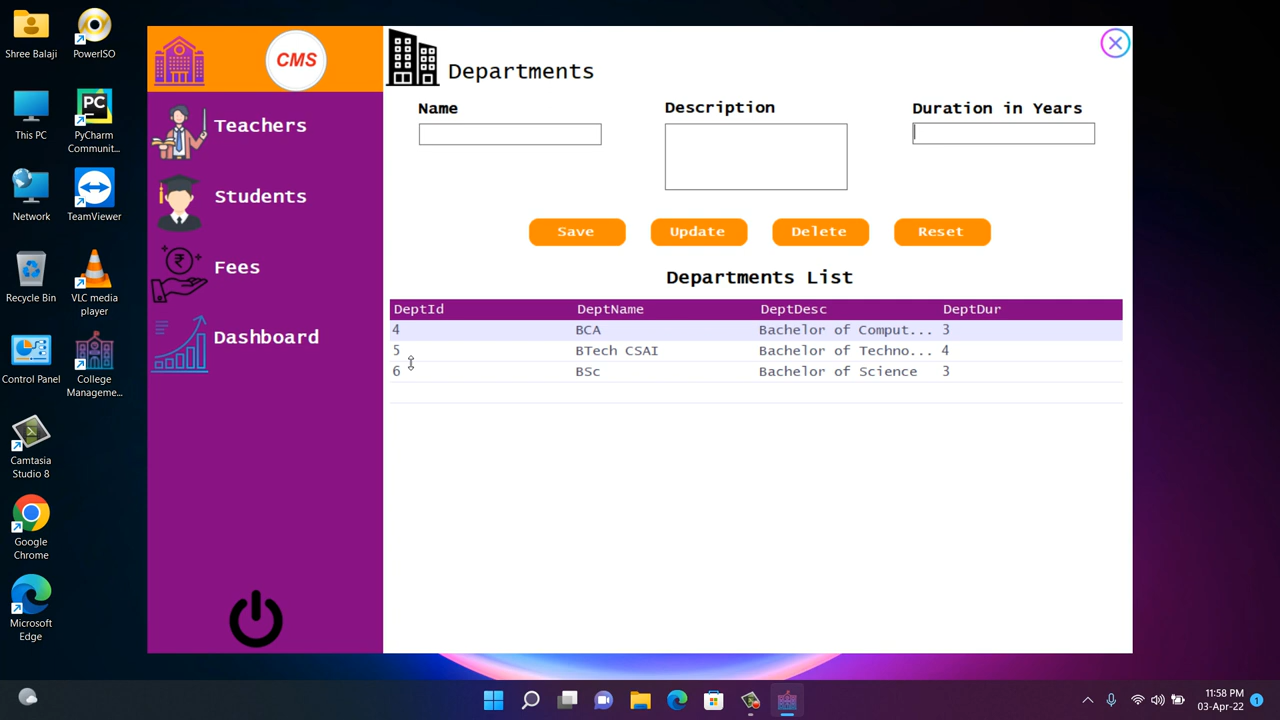 Shree Balaji
PowerISO
This PC
PC
PyCharm
Communit...
Network
TeamViewer
Recycle Bin
VLC media
player
Control Panel
College
Manageme...
Camtasia
Studio 8
Google
Chrome
Microsoft
Edge
CMS
Teachers
Students
Fees
Dashboard
Departments
Name
Description
Duration in Years
Save
Update
Delete
Reset
Departments List
DeptId DeptName DeptDesc DeptDur
4 BCA Bachelor of Comput... 3
5 BTech CSAI Bachelor of Techno... 4
6 BSc Bachelor of Science 3
11:58 PM
03-Apr-22
1